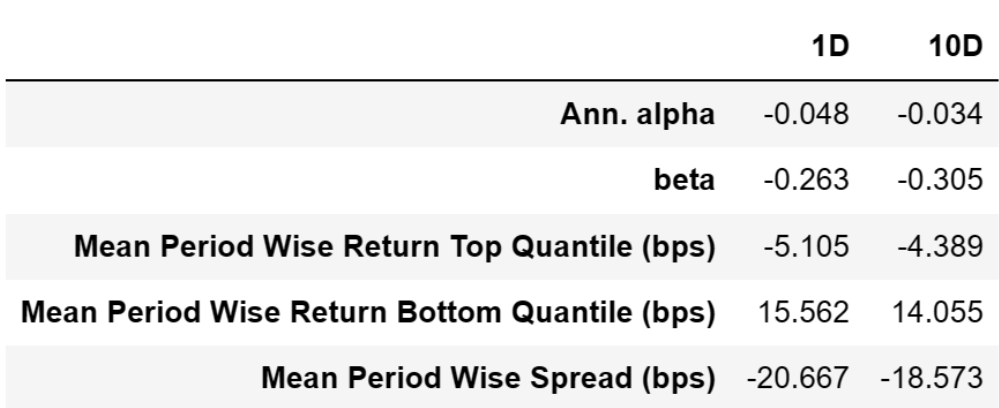 1D 10D
Ann. alpha -0.048 -0.034
beta -0.263 -0.305
Mean Period Wise Return Top Quantile (bps) -5.105 -4.389
Mean Period Wise Return Bottom Quantile (bps) 15.562 14.055
Mean Period Wise Spread (bps) -20.667 -18.573